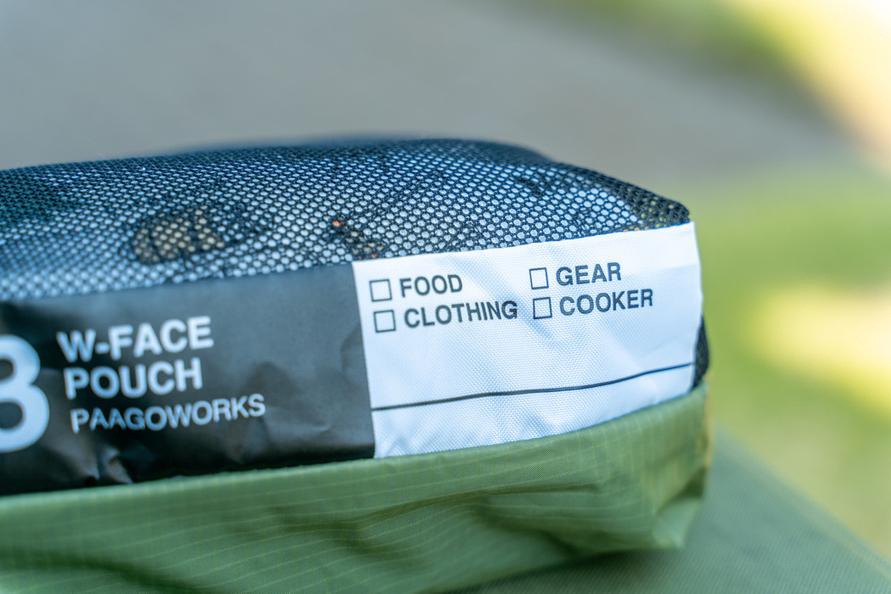 3
W-FACE
POUCH
PAAGOWORKS
☐ FOOD ☐ GEAR
☐ CLOTHING ☐ COOKER